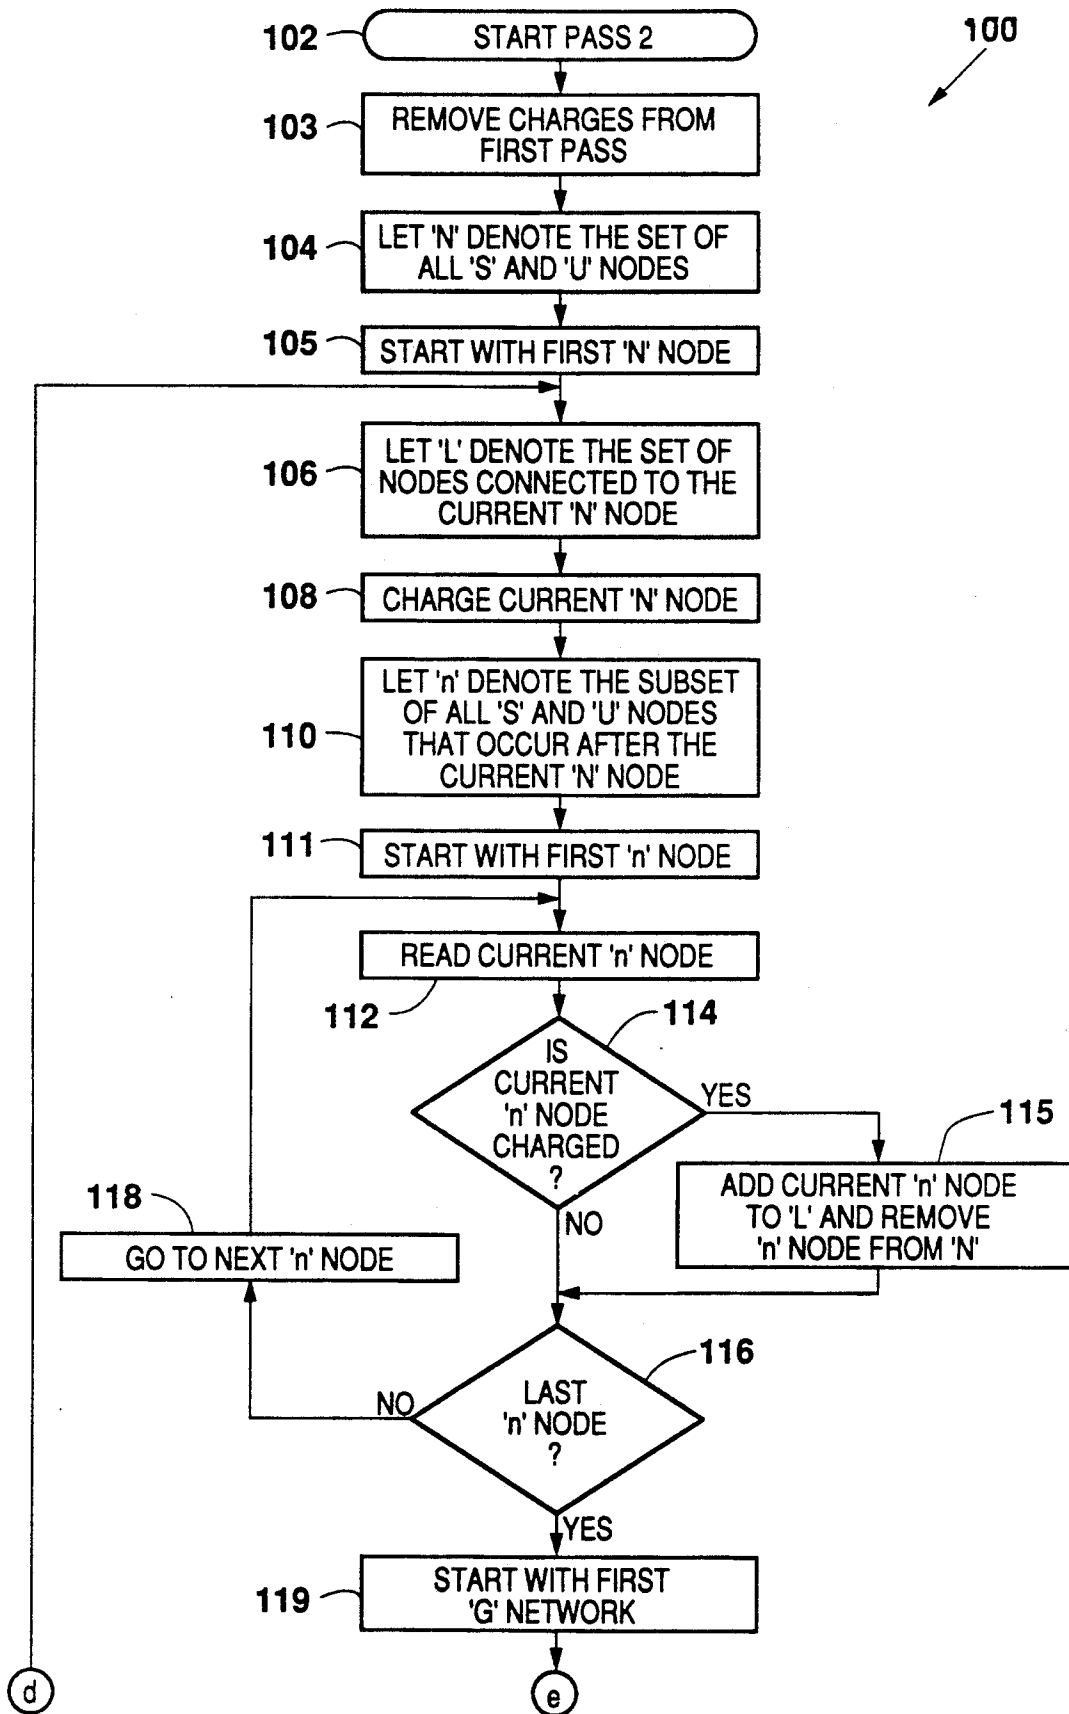 100
102
START PASS 2
103
REMOVE CHARGES FROM
FIRST PASS
104
LET 'N' DENOTE THE SET OF
ALL 'S' AND 'U' NODES
105
START WITH FIRST 'N' NODE
106
LET 'L' DENOTE THE SET OF
NODES CONNECTED TO THE
CURRENT 'N' NODE
108
CHARGE CURRENT 'N' NODE
110
LET 'n' DENOTE THE SUBSET
OF ALL 'S' AND 'U' NODES
THAT OCCUR AFTER THE
CURRENT 'N' NODE
111
START WITH FIRST 'n' NODE
READ CURRENT 'n' NODE
112
114
IS
CURRENT
'n' NODE
CHARGED
?
YES
115
ADD CURRENT 'n' NODE
TO 'L' AND REMOVE
'n' NODE FROM 'N'
NO
118
GO TO NEXT 'n' NODE
116
LAST
'n' NODE
?
NO
YES
119
START WITH FIRST
'G' NETWORK
d
e